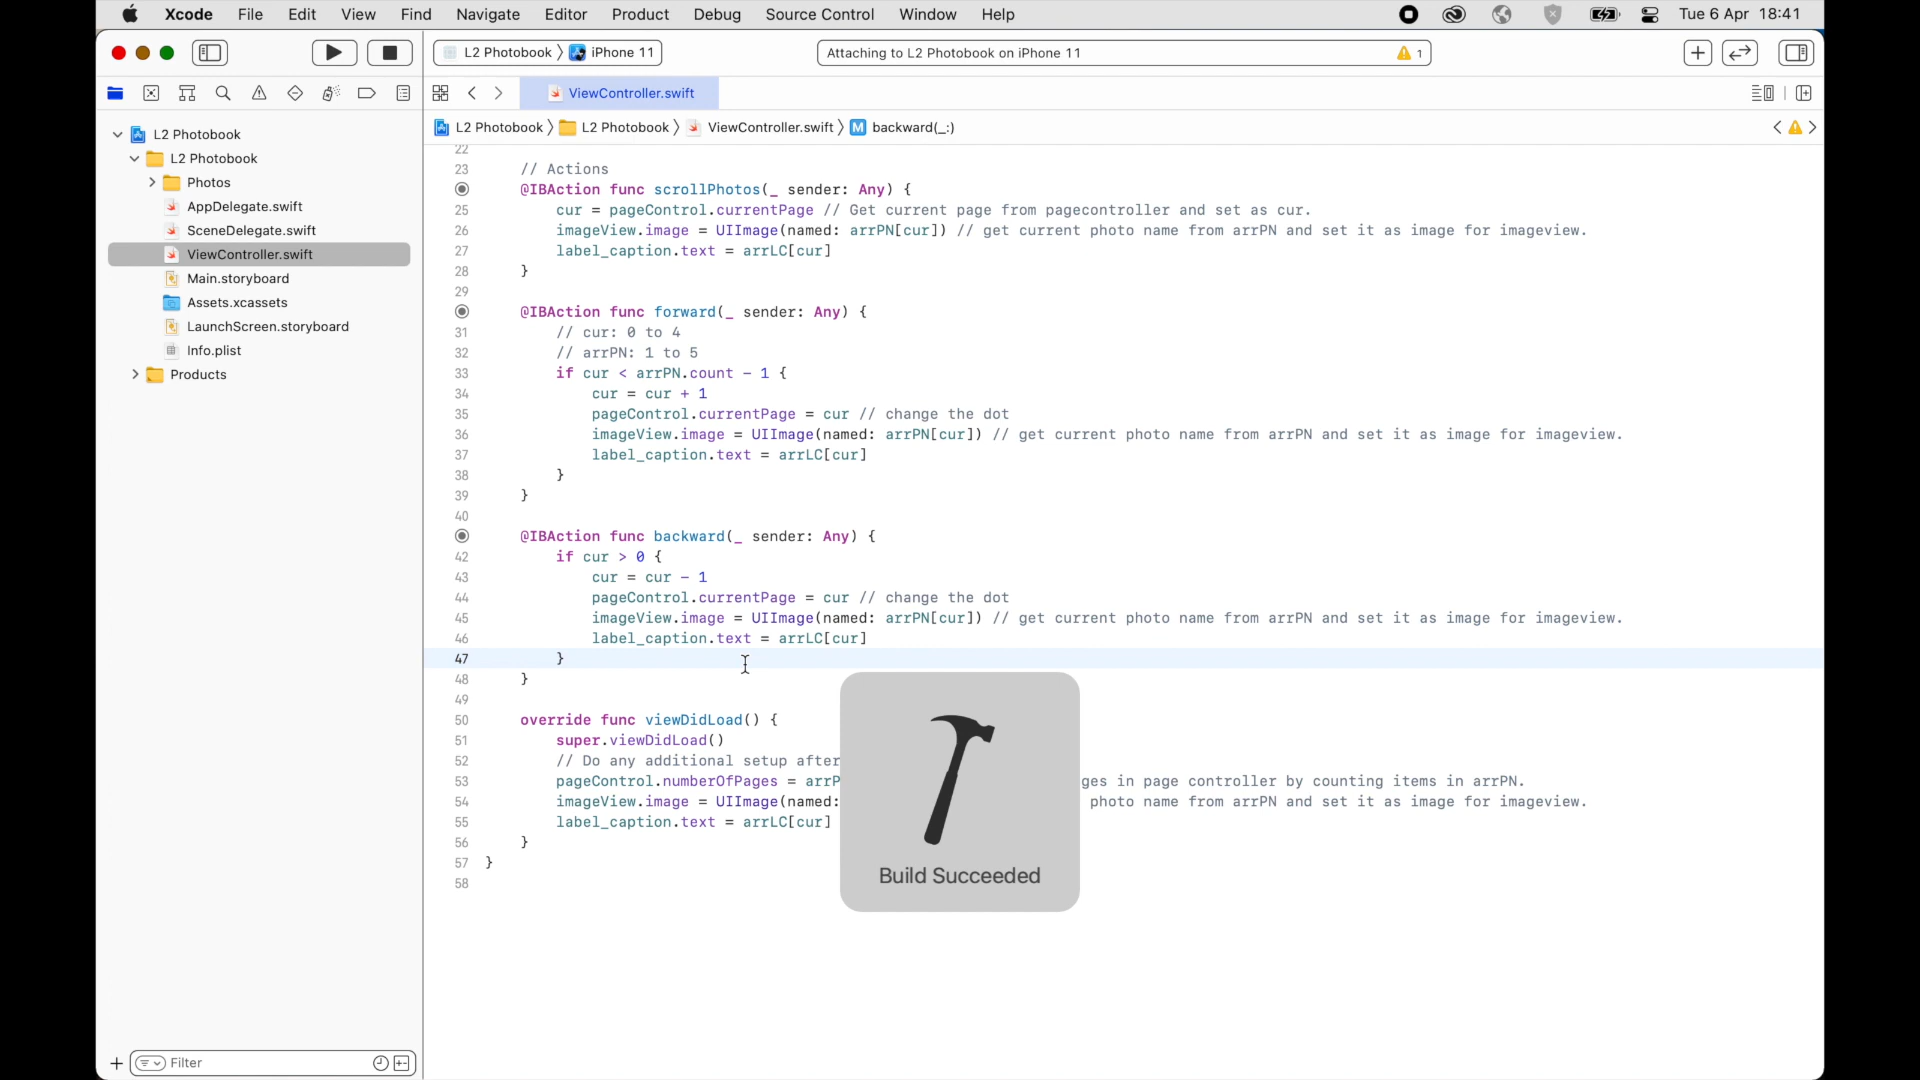 Xcode File Edit View Find Navigate Editor Product Debug Source Control Window Help Tue 6 Apr 18:41
L2 Photobook 〉 iPhone 11 Attaching to L2 Photobook on iPhone 11 1
ViewController.swift
L2 Photobook 〉 L2 Photobook 〉 ViewController.swift 〉 M backward(_:)
L2 Photobook
L2 Photobook
Photos
AppDelegate.swift
SceneDelegate.swift
ViewController.swift
Main.storyboard
Assets.xcassets
LaunchScreen.storyboard
Info.plist
Products
Filter
22
23 // Actions
@IBAction func scrollPhotos(_ sender: Any) {
25 cur = pageControl.currentPage // Get current page from pagecontroller and set as cur.
26 imageView.image = UIImage(named: arrPN[cur]) // get current photo name from arrPN and set it as image for imageview.
27 label_caption.text = arrLC[cur]
28 }
29
@IBAction func forward(_ sender: Any) {
31 // cur: 0 to 4
32 // arrPN: 1 to 5
33 if cur < arrPN.count - 1 {
34 cur = cur + 1
35 pageControl.currentPage = cur // change the dot
36 imageView.image = UIImage(named: arrPN[cur]) // get current photo name from arrPN and set it as image for imageview.
37 label_caption.text = arrLC[cur]
38 }
39 }
40
@IBAction func backward(_ sender: Any) {
42 if cur > 0 {
43 cur = cur - 1
44 pageControl.currentPage = cur // change the dot
45 imageView.image = UIImage(named: arrPN[cur]) // get current photo name from arrPN and set it as image for imageview.
46 label_caption.text = arrLC[cur]
47 }
48 }
49
50 override func viewDidLoad() {
51 super.viewDidLoad()
52 // Do any additional setup after
53 pageControl.numberOfPages = arrP ges in page controller by counting items in arrPN.
54 imageView.image = UIImage(named: photo name from arrPN and set it as image for imageview.
55 label_caption.text = arrLC[cur]
56 }
57 }
58
Build Succeeded